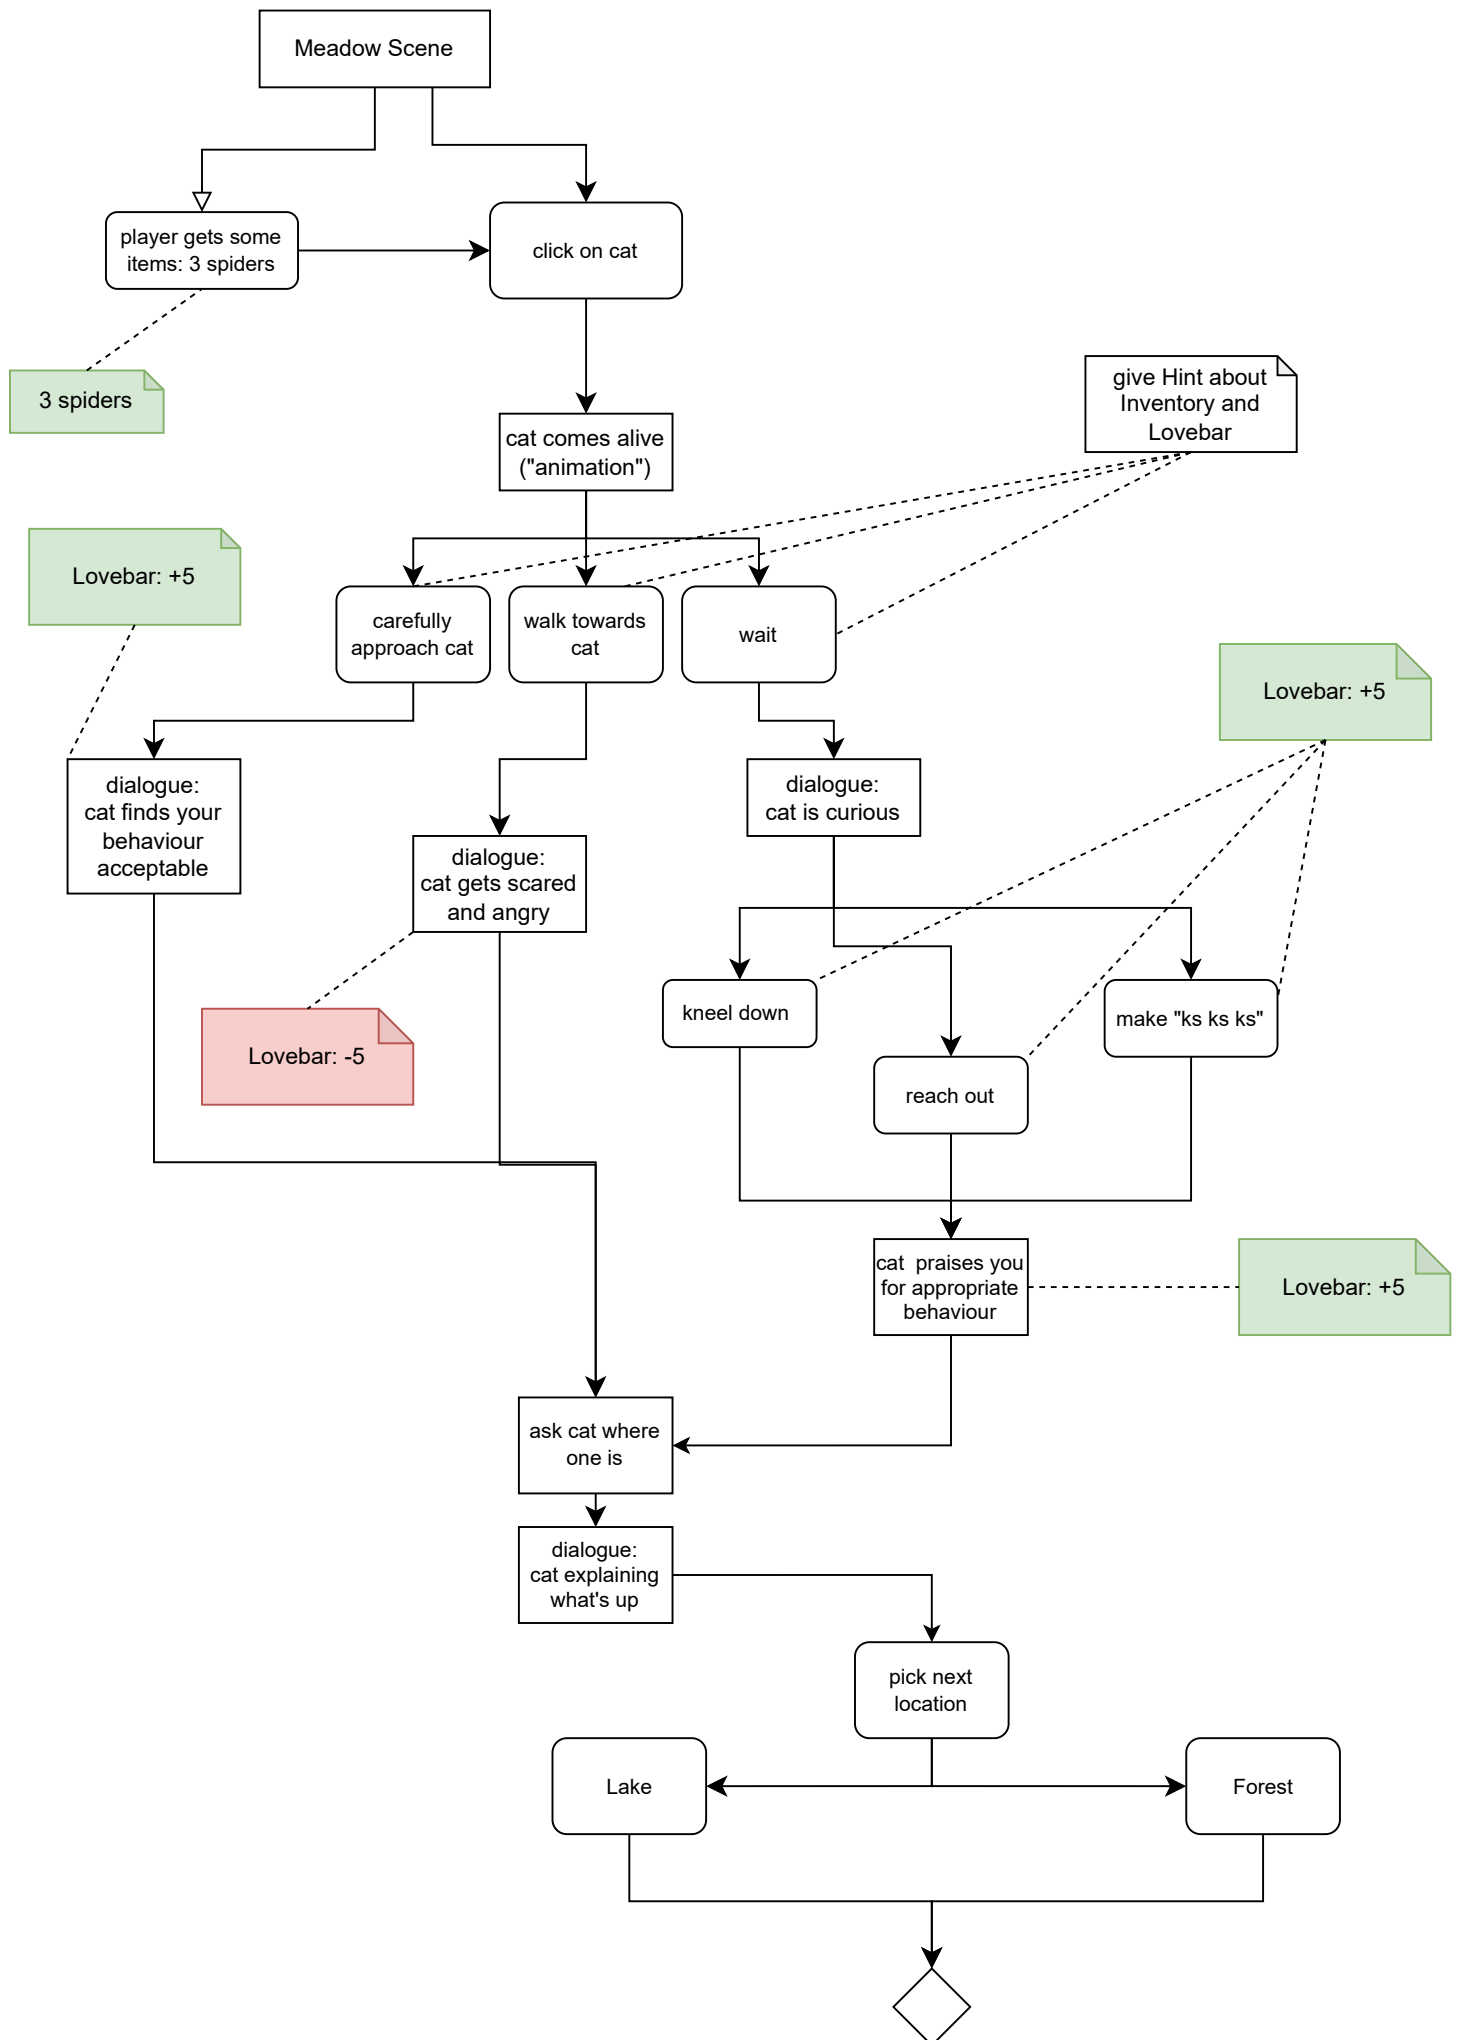 Meadow Scene
player gets some
items: 3 spiders
click on cat
3 spiders
give Hint about
Inventory and
Lovebar
cat comes alive
("animation")
Lovebar: +5
carefully
approach cat
walk towards
cat
wait
Lovebar: +5
dialogue:
cat finds your
behaviour
acceptable
dialogue:
cat gets scared
and angry
dialogue:
cat is curious
Lovebar: -5
kneel down
reach out
make "ks ks ks"
cat  praises you
for appropriate
behaviour
Lovebar: +5
ask cat where
one is
dialogue:
cat explaining
what's up
pick next
location
Lake
Forest